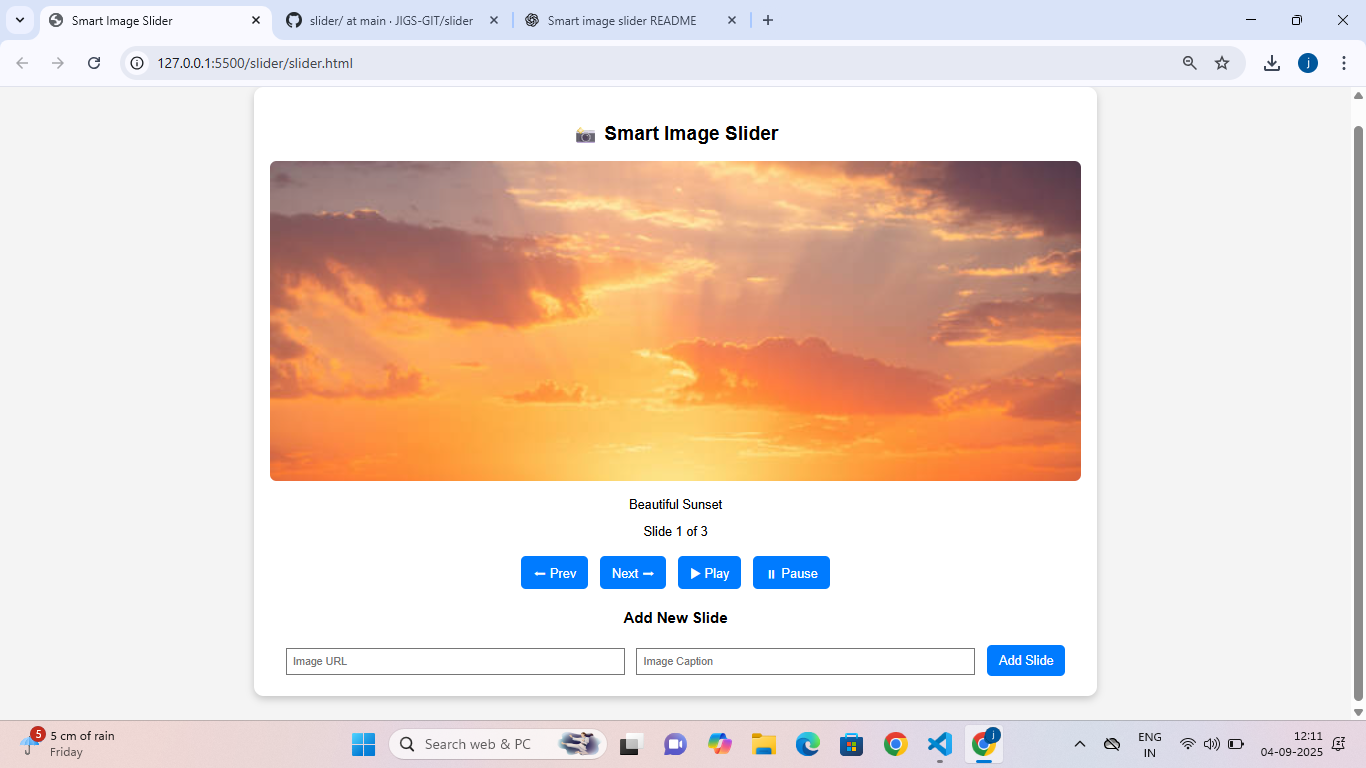 Smart Image Slider
slider/ at main · JIGS-GIT/slider
Smart image slider README
127.0.0.1:5500/slider/slider.html
j
📷 Smart Image Slider
Beautiful Sunset
Slide 1 of 3
← Prev
Next →
▶ Play
⏸ Pause
Add New Slide
Image URL
Image Caption
Add Slide
5
5 cm of rain
Friday
Search web & PC
j
ENG
IN
12:11
04-09-2025